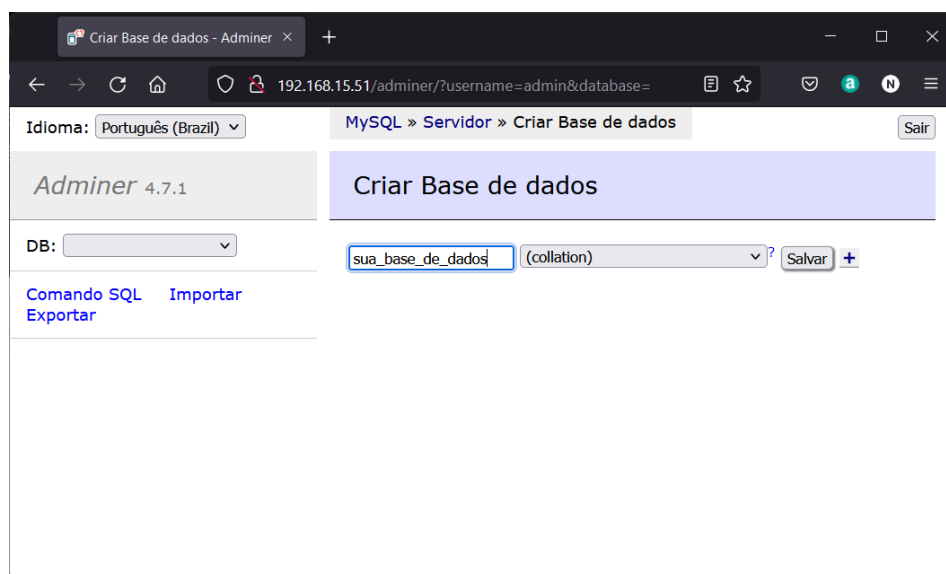 Criar Base de dados - Adminer
192.168.15.51/adminer/?username=admin&database=
a
N
Idioma: Português (Brazil)
MySQL » Servidor » Criar Base de dados
Sair
Adminer 4.7.1
Criar Base de dados
DB:
sua_base_de_dados (collation) ? Salvar +
Comando SQL Importar
Exportar